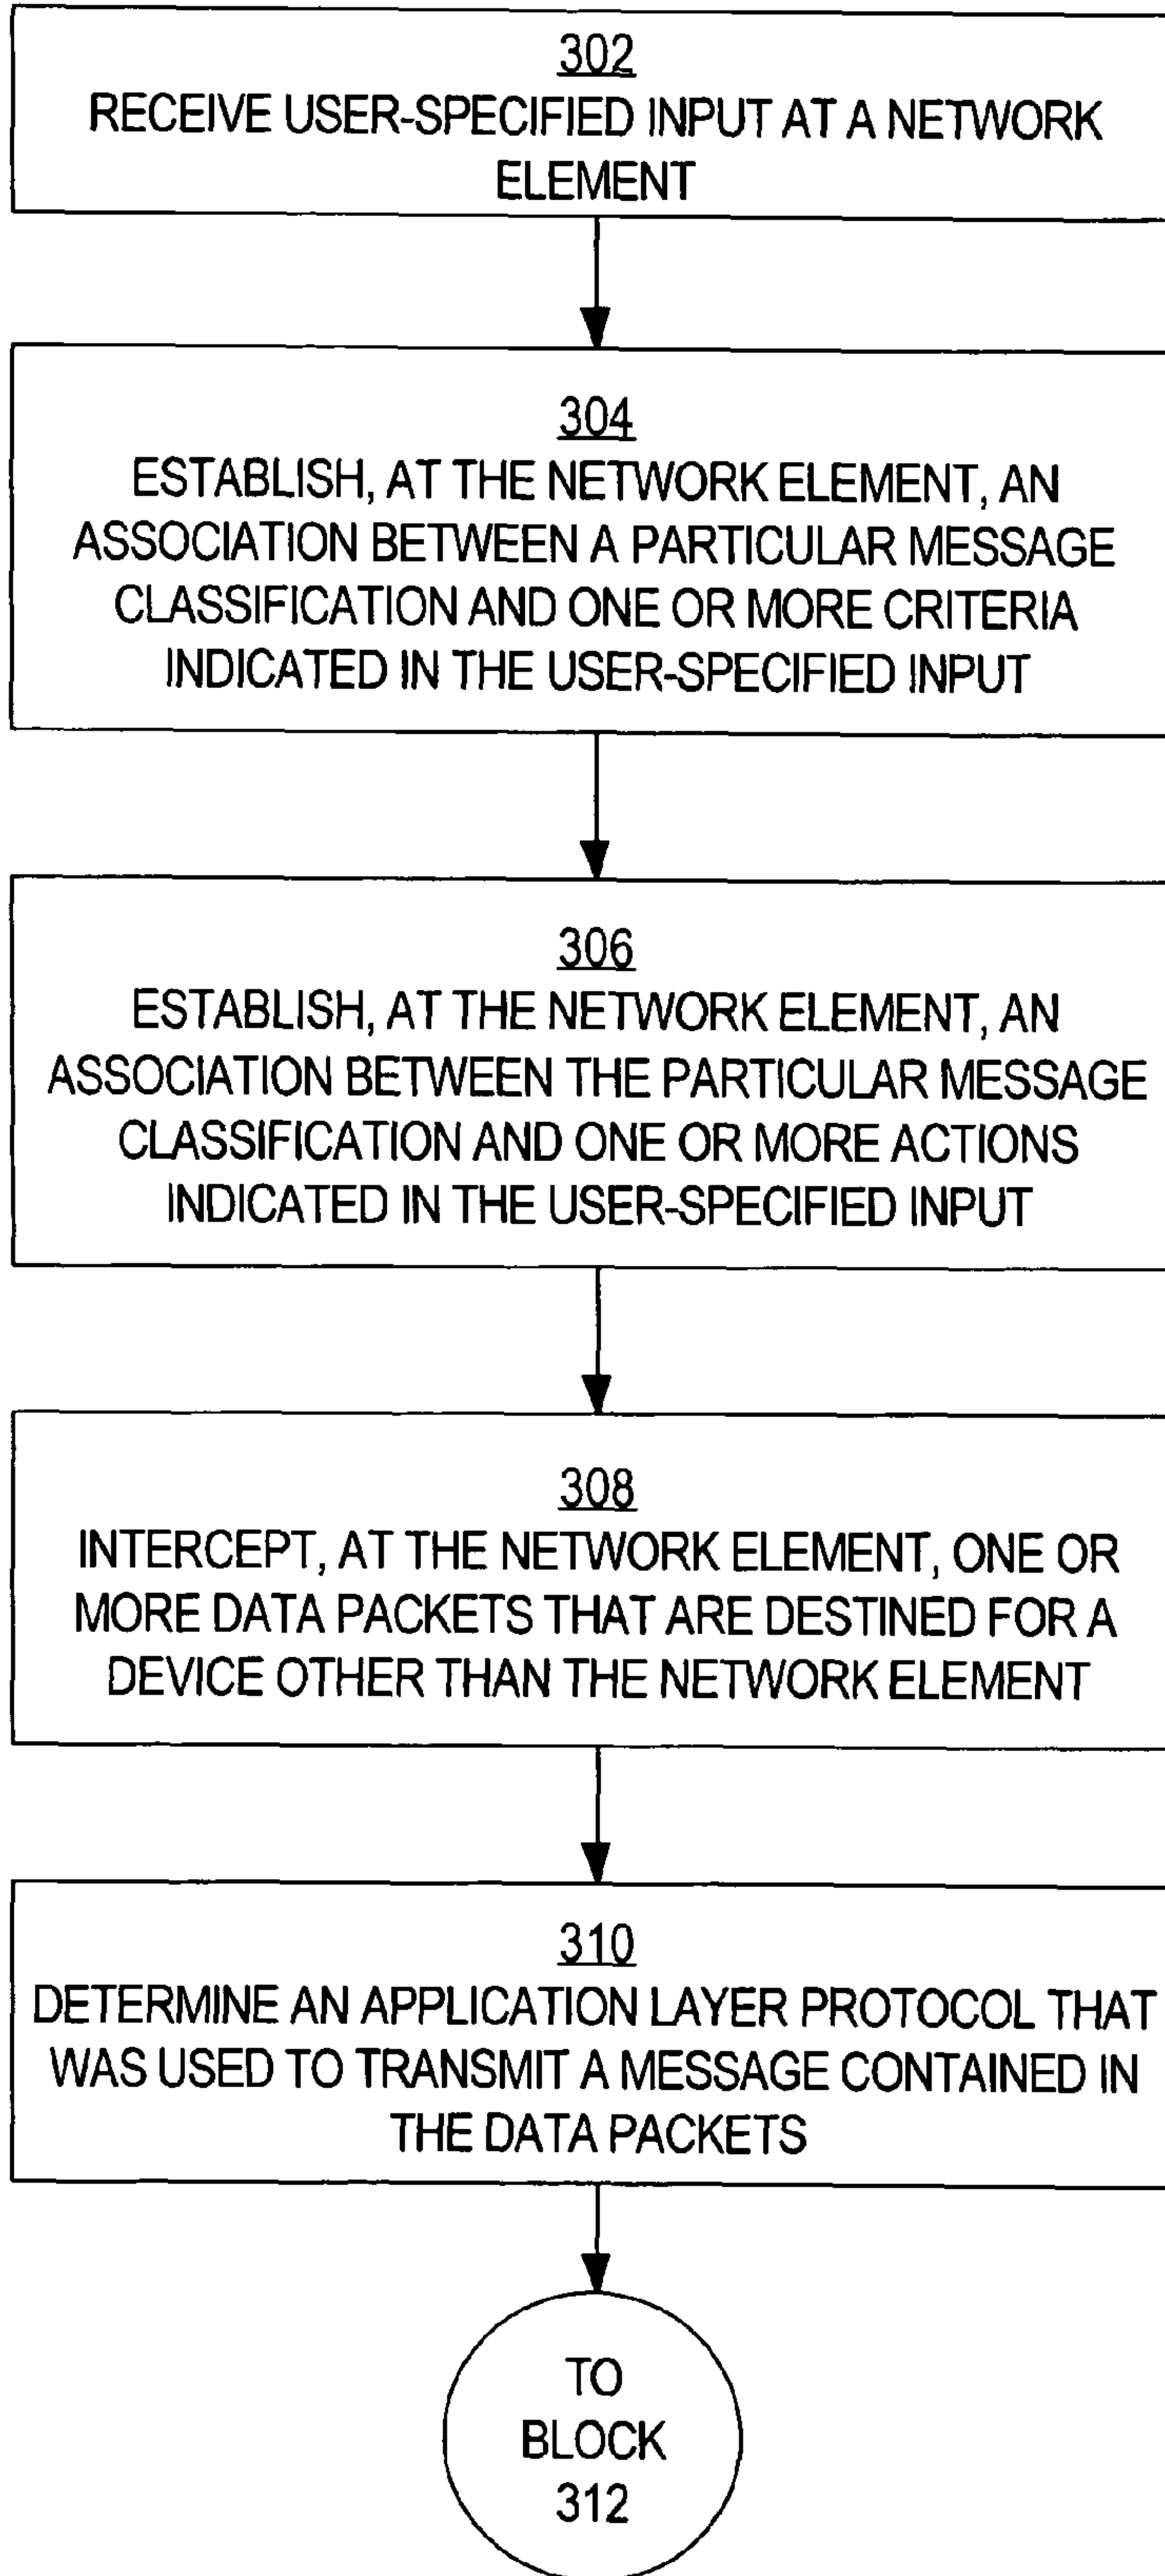 302
RECEIVE USER-SPECIFIED INPUT AT A NETWORK
ELEMENT
304
ESTABLISH, AT THE NETWORK ELEMENT, AN
ASSOCIATION BETWEEN A PARTICULAR MESSAGE
CLASSIFICATION AND ONE OR MORE CRITERIA
INDICATED IN THE USER-SPECIFIED INPUT
306
ESTABLISH, AT THE NETWORK ELEMENT, AN
ASSOCIATION BETWEEN THE PARTICULAR MESSAGE
CLASSIFICATION AND ONE OR MORE ACTIONS
INDICATED IN THE USER-SPECIFIED INPUT
308
INTERCEPT, AT THE NETWORK ELEMENT, ONE OR
MORE DATA PACKETS THAT ARE DESTINED FOR A
DEVICE OTHER THAN THE NETWORK ELEMENT
310
DETERMINE AN APPLICATION LAYER PROTOCOL THAT
WAS USED TO TRANSMIT A MESSAGE CONTAINED IN
THE DATA PACKETS
TO
BLOCK
312